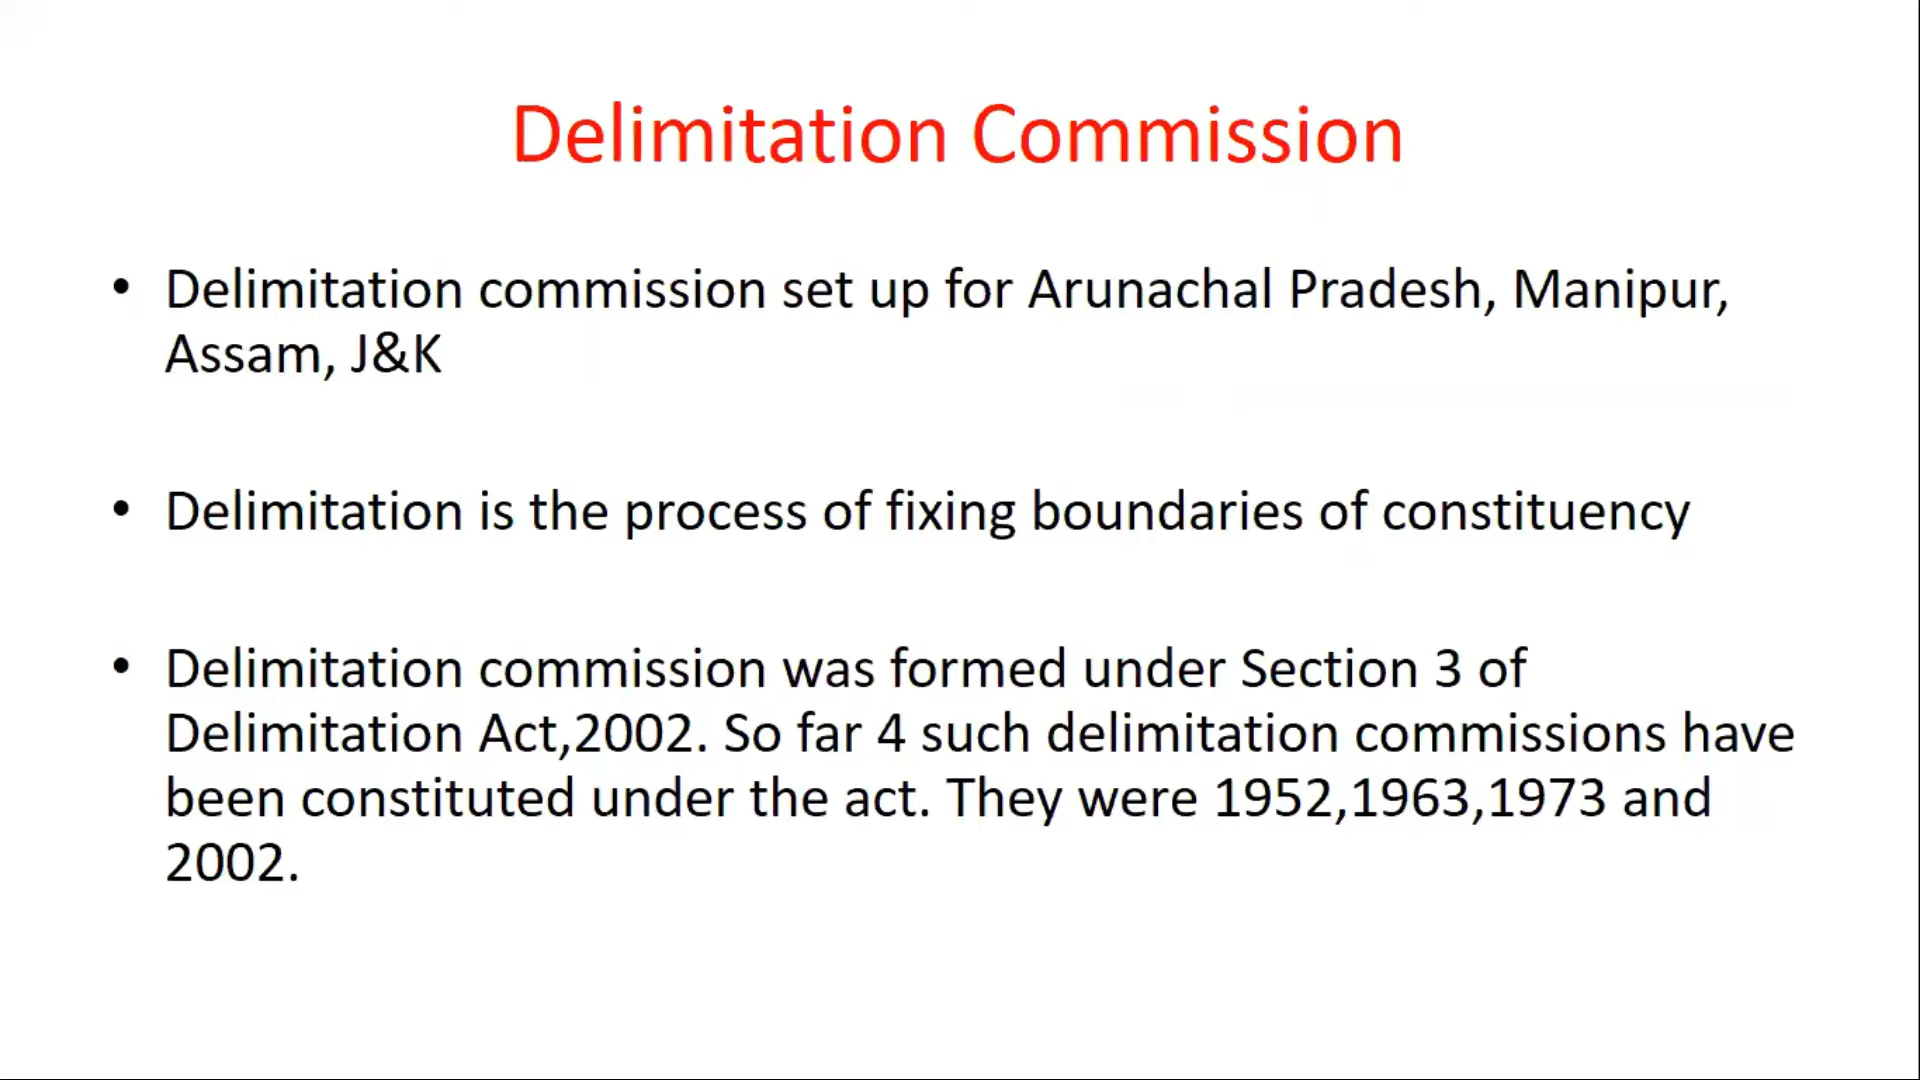 Delimitation Commission
• Delimitation commission set up for Arunachal Pradesh, Manipur,
Assam, J&K
• Delimitation is the process of fixing boundaries of constituency
• Delimitation commission was formed under Section 3 of
Delimitation Act,2002. So far 4 such delimitation commissions have
been constituted under the act. They were 1952,1963,1973 and
2002.